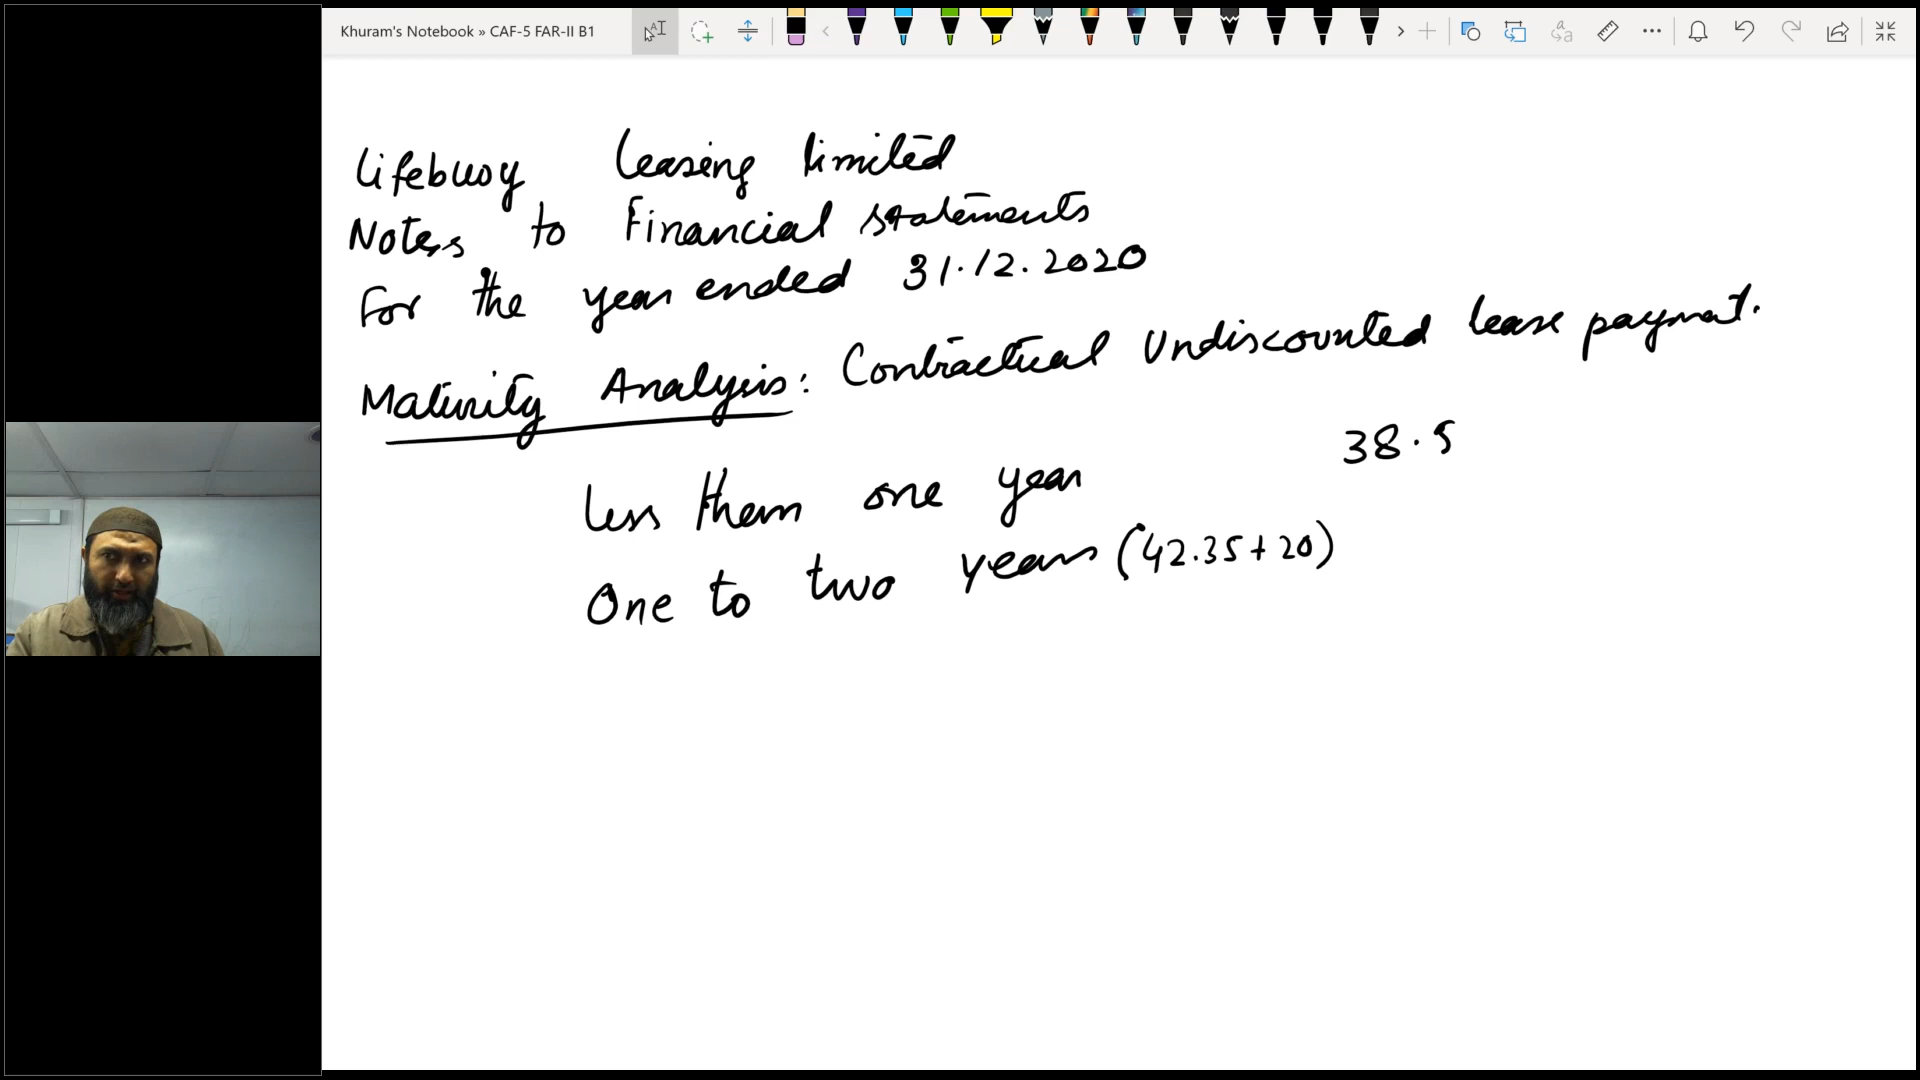 Khuram's Notebook » CAF-5 FAR-II B1
Lifebuoy Leasing limited
Notes to Financial statements
For the year ended 31.12.2020
Maturity Analysis: Contractual Undiscounted lease paymnt.
Less them one year 38.5
One to two years (42.35+20)